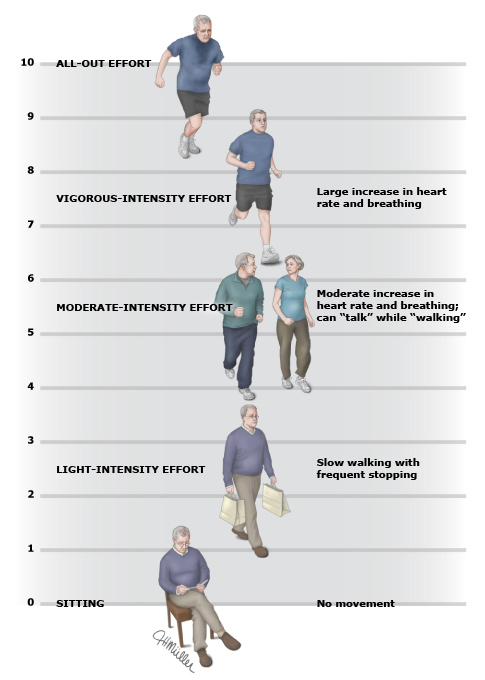 10 ALL-OUT EFFORT
9
8
VIGOROUS-INTENSITY EFFORT Large increase in heart
rate and breathing
7
6
MODERATE-INTENSITY EFFORT Moderate increase in
heart rate and breathing;
can “talk” while “walking”
5
4
3
LIGHT-INTENSITY EFFORT Slow walking with
frequent stopping
2
1
0 SITTING No movement
JHMüller